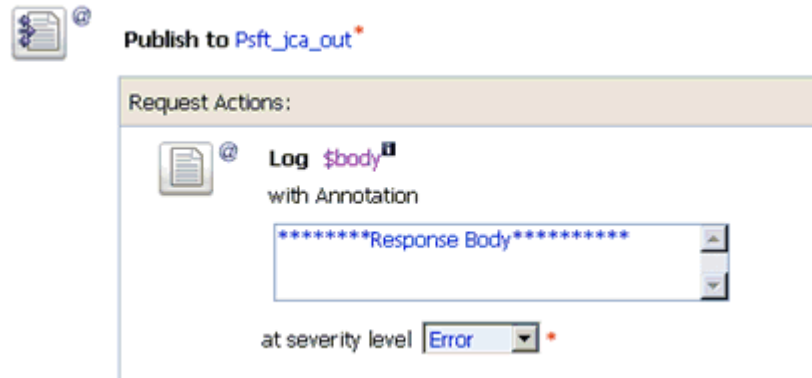 @
Publish to Psft_jca_out*
Request Actions:
@
Log $body i
with Annotation
********Response Body**********
at severity level Error *